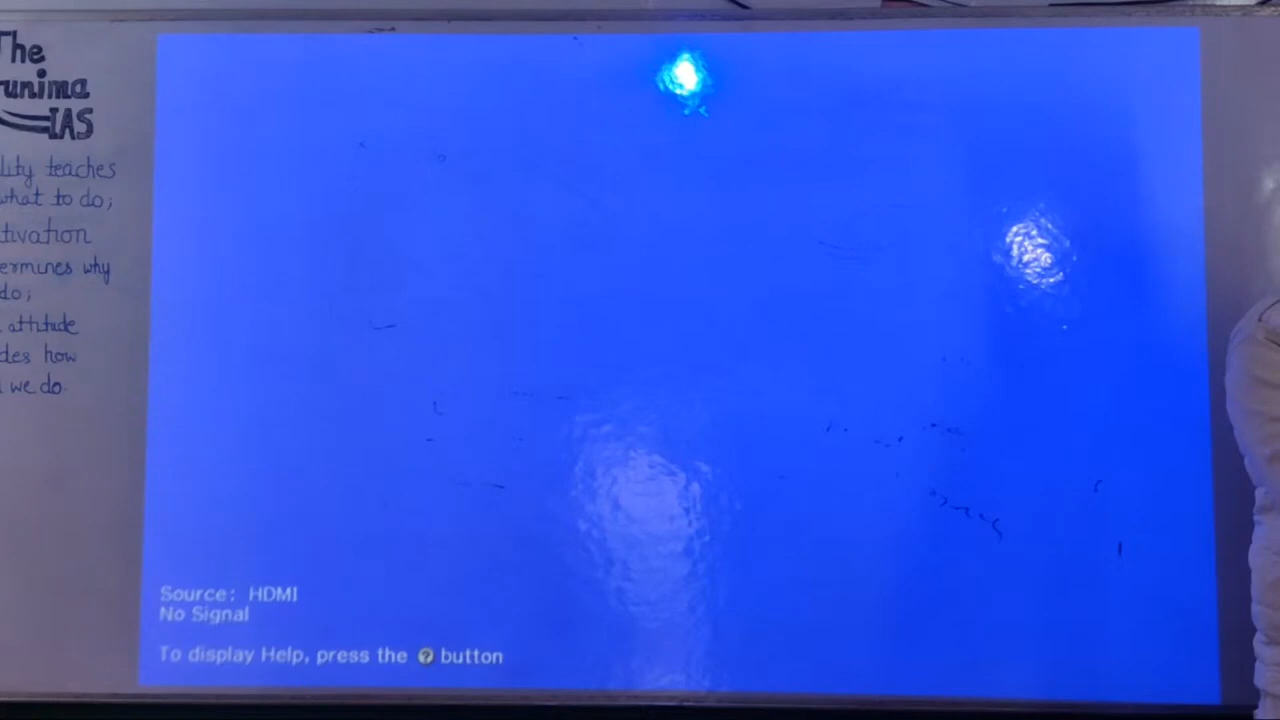 The
runima
IAS
lity teaches
what to do;
tivation
ermines why
do;
attitude
des how
we do.
Source: HDMI
No Signal
To display Help, press the ? button